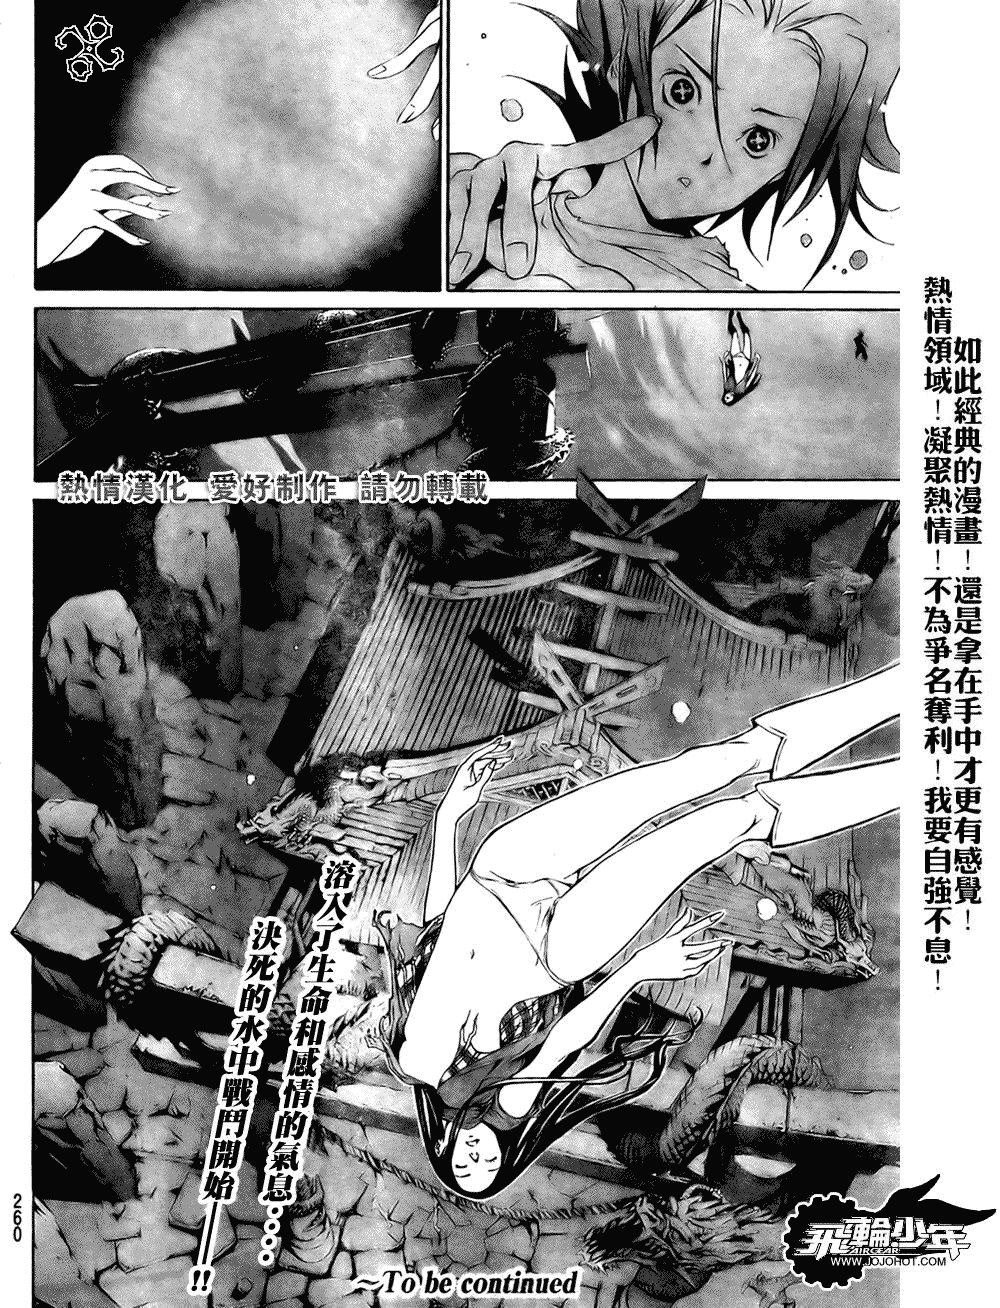 如此經典的漫畫！還是拿在手中才更有感覺！
熱情領域！凝聚熱情！不為爭名奪利！我要自強不息！
熱情漢化 愛好制作 請勿轉載
溶入了生命和感情的氣息‥‥
決死的水中戰鬥開始——!!
～To be continued
260
飛輪少年
AIRGEAR
WWW.JOJOHOT.COM